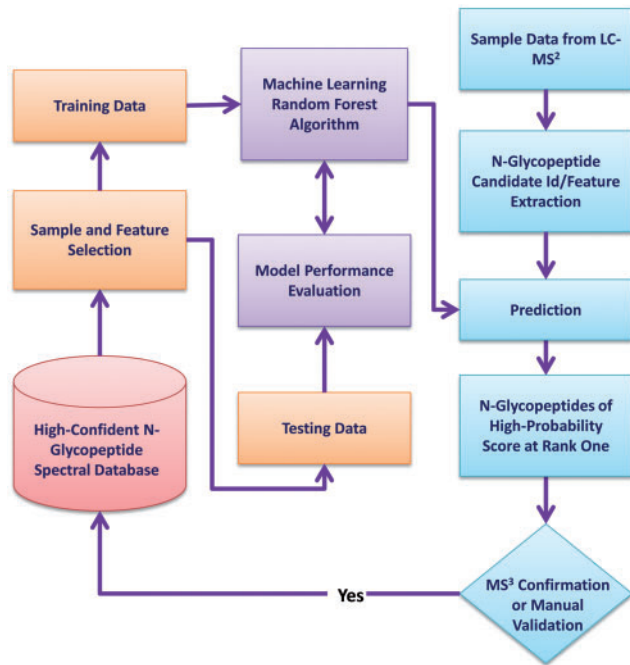 Sample Data from LC-
MS²
Training Data
Machine Learning
Random Forest
Algorithm
N-Glycopeptide
Candidate Id/Feature
Extraction
Sample and Feature
Selection
Model Performance
Evaluation
Prediction
High-Confident N-
Glycopeptide
Spectral Database
Testing Data
N-Glycopeptides of
High-Probability
Score at Rank One
MS³ Confirmation
or Manual
Validation
Yes